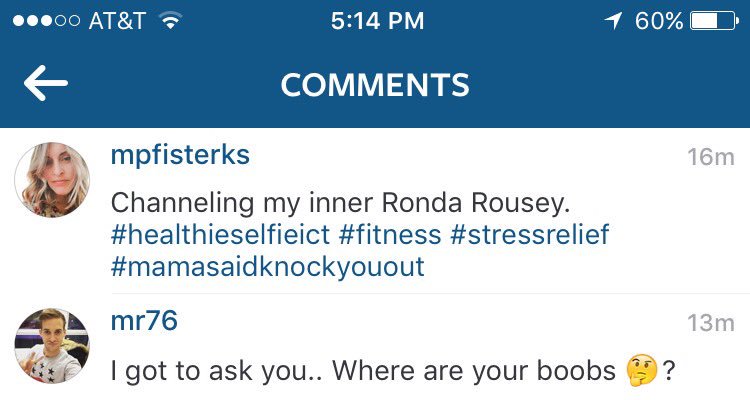 AT&T 5:14 PM 60%
COMMENTS
mpfisterks 16m
Channeling my inner Ronda Rousey.
#healthieselfieict #fitness #stressrelief
#mamasaidknockyouout
mr76 13m
I got to ask you.. Where are your boobs 🤔?